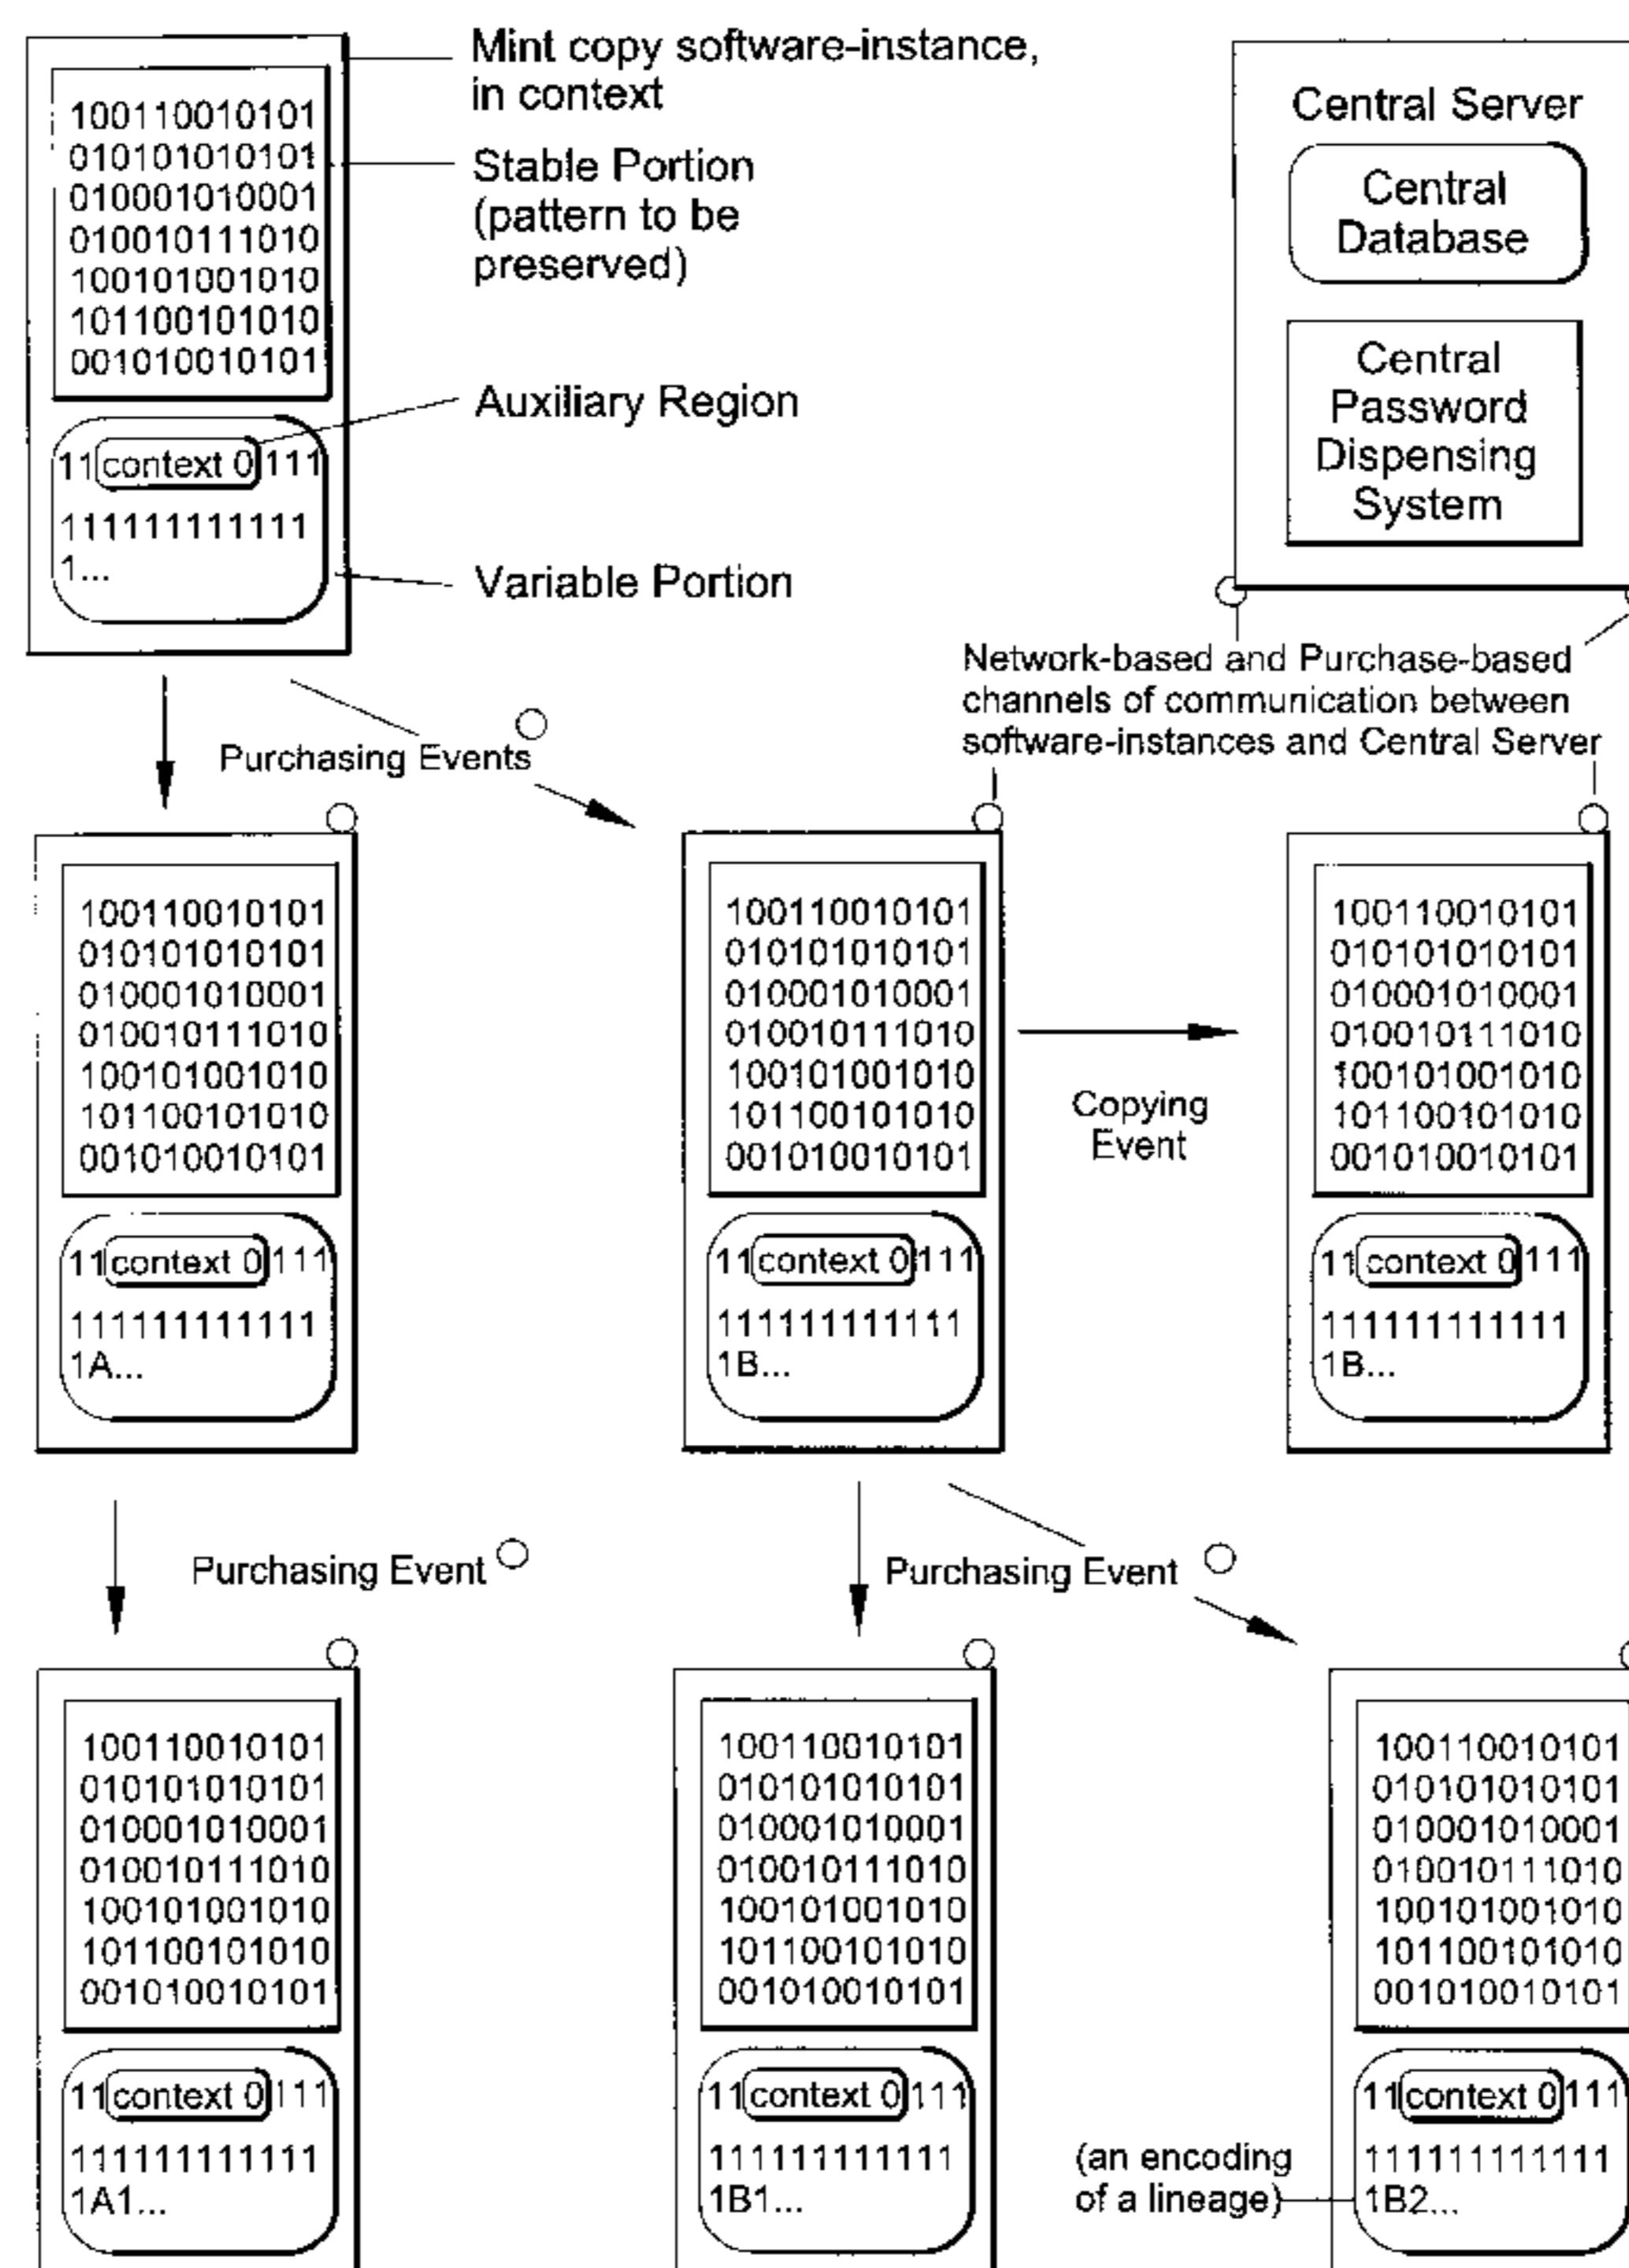 Mint copy software-instance,
in context
100110010101
010101010101
010001010001
010010111010
100101001010
101100101010
001010010101
Stable Portion
(pattern to be
preserved)
Auxiliary Region
11 context 0 111
111111111111
1...
Variable Portion
Central Server
Central
Database
Central
Password
Dispensing
System
Network-based and Purchase-based
channels of communication between
software-instances and Central Server
Purchasing Events
100110010101
010101010101
010001010001
010010111010
100101001010
101100101010
001010010101
11 context 0 111
111111111111
1A...
100110010101
010101010101
010001010001
010010111010
100101001010
101100101010
001010010101
11 context 0 111
111111111111
1B...
Copying
Event
100110010101
010101010101
010001010001
010010111010
100101001010
101100101010
001010010101
11 context 0 111
111111111111
1B...
Purchasing Event
Purchasing Event
100110010101
010101010101
010001010001
010010111010
100101001010
101100101010
001010010101
11 context 0 111
111111111111
1A1...
100110010101
010101010101
010001010001
010010111010
100101001010
101100101010
001010010101
11 context 0 111
111111111111
1B1...
(an encoding
of a lineage)
100110010101
010101010101
010001010001
010010111010
100101001010
101100101010
001010010101
11 context 0 111
111111111111
1B2...